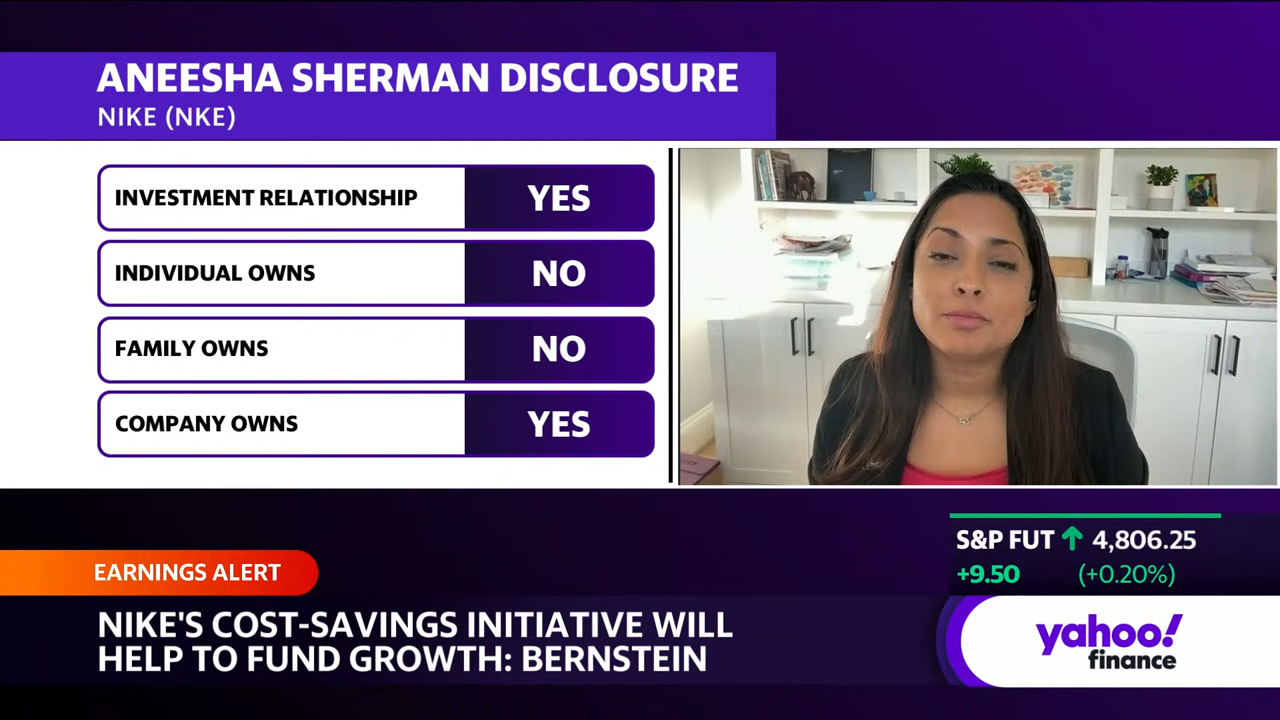 ANEESHA SHERMAN DISCLOSURE
NIKE (NKE)
INVESTMENT RELATIONSHIP YES
INDIVIDUAL OWNS NO
FAMILY OWNS NO
COMPANY OWNS YES
S&P FUT 4,806.25
+9.50 (+0.20%)
EARNINGS ALERT
NIKE'S COST-SAVINGS INITIATIVE WILL
HELP TO FUND GROWTH: BERNSTEIN
yahoo!
finance